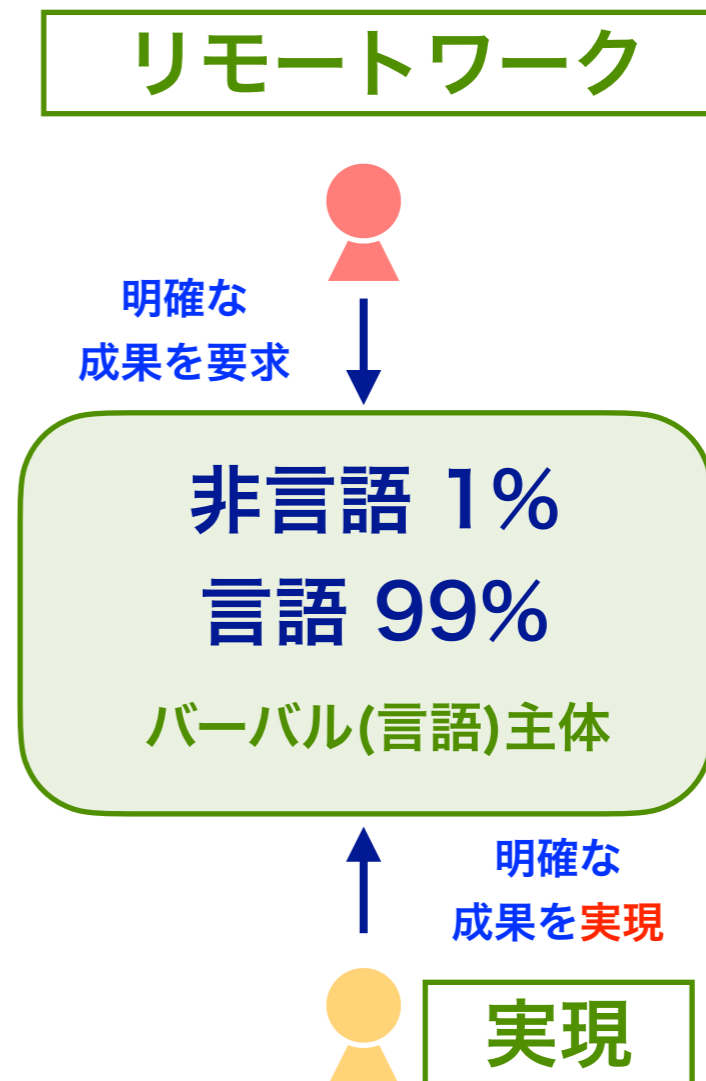 リモートワーク
明確な
成果を要求
非言語 1%
言語 99%
バーバル(言語)主体
明確な
成果を実現
実現